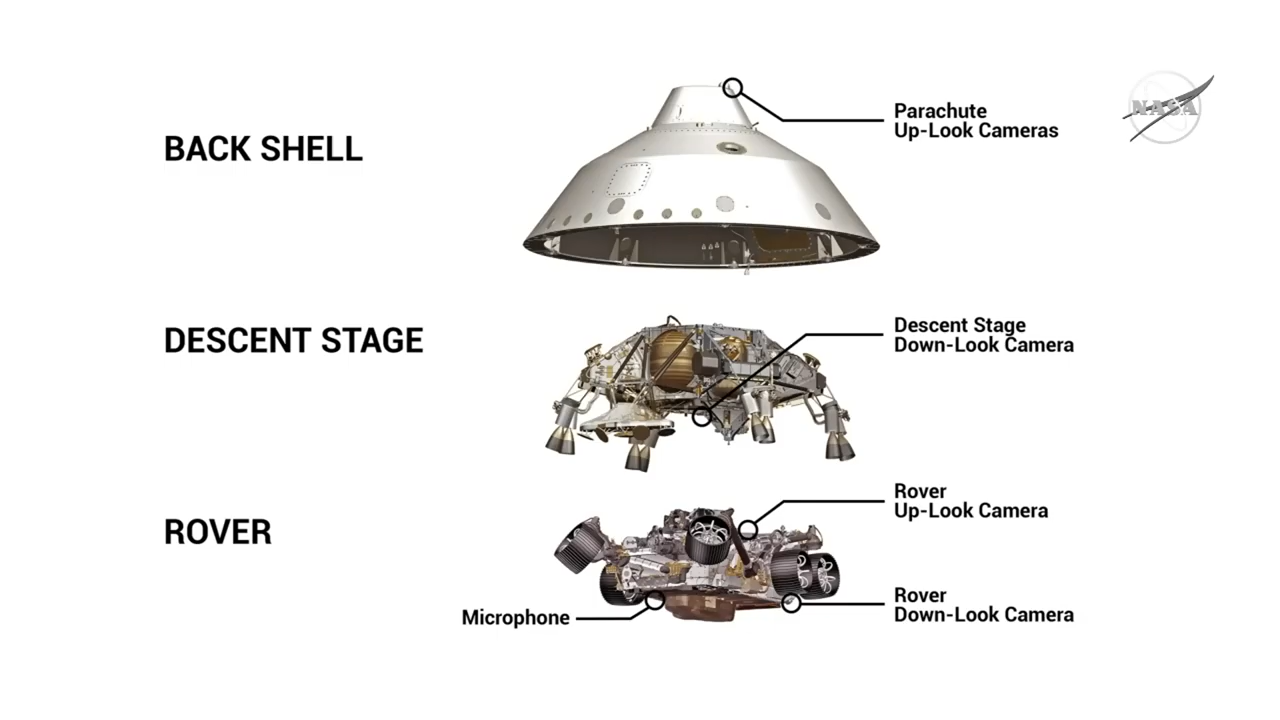 BACK SHELL
Parachute
Up-Look Cameras
NASA
DESCENT STAGE
Descent Stage
Down-Look Camera
ROVER
Rover
Up-Look Camera
Microphone
Rover
Down-Look Camera